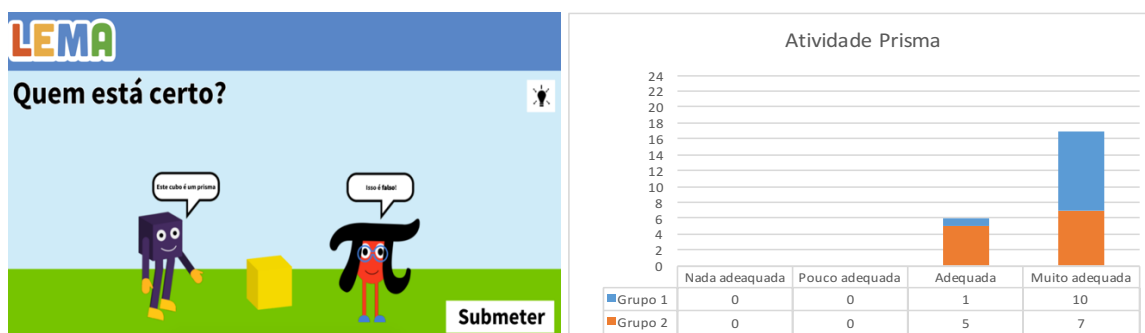 LEMA
Quem está certo?
Este cubo é um prisma
Isso é falso!
Submeter
Atividade Prisma
24
22
20
18
16
14
12
10
8
6
4
2
0
Nada adeaquada Pouco adequada Adequada Muito adequada
Grupo 1 0 0 1 10
Grupo 2 0 0 5 7